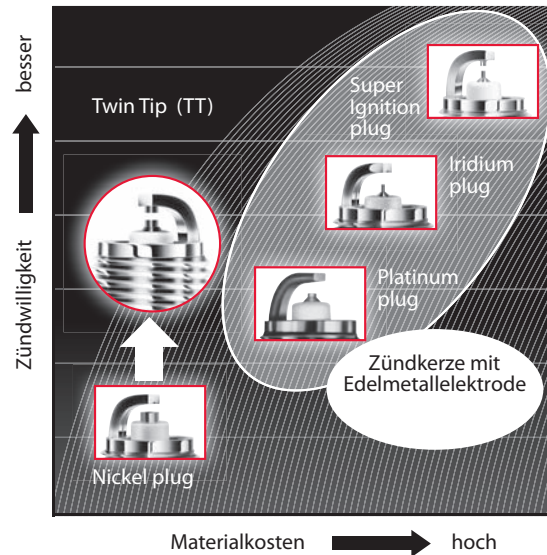 besser
Zündwilligkeit
Twin Tip (TT)
Super
Ignition
plug
Iridium
plug
Platinum
plug
Zündkerze mit
Edelmetallelektrode
Nickel plug
Materialkosten
hoch